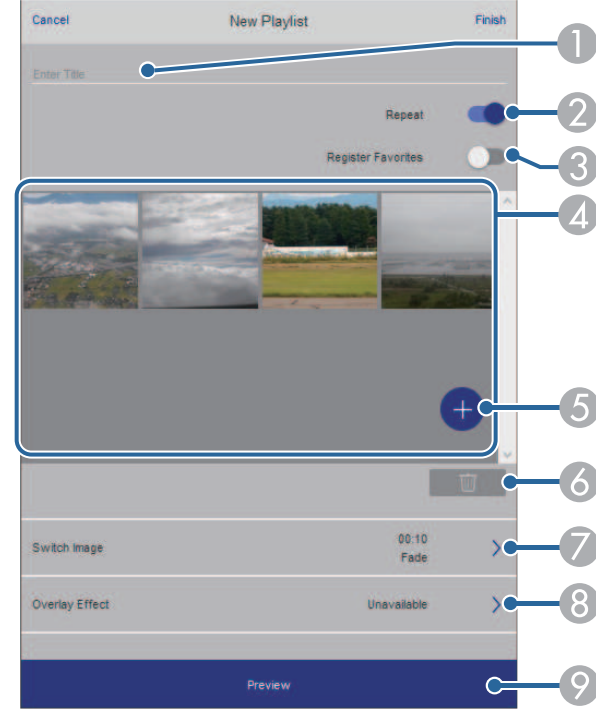 Cancel New Playlist Finish
1
Enter Title
Repeat
2
Register Favorites
3
4
+
5
6
Switch Image
00:10
Fade
7
Overlay Effect Unavailable
8
Preview
9